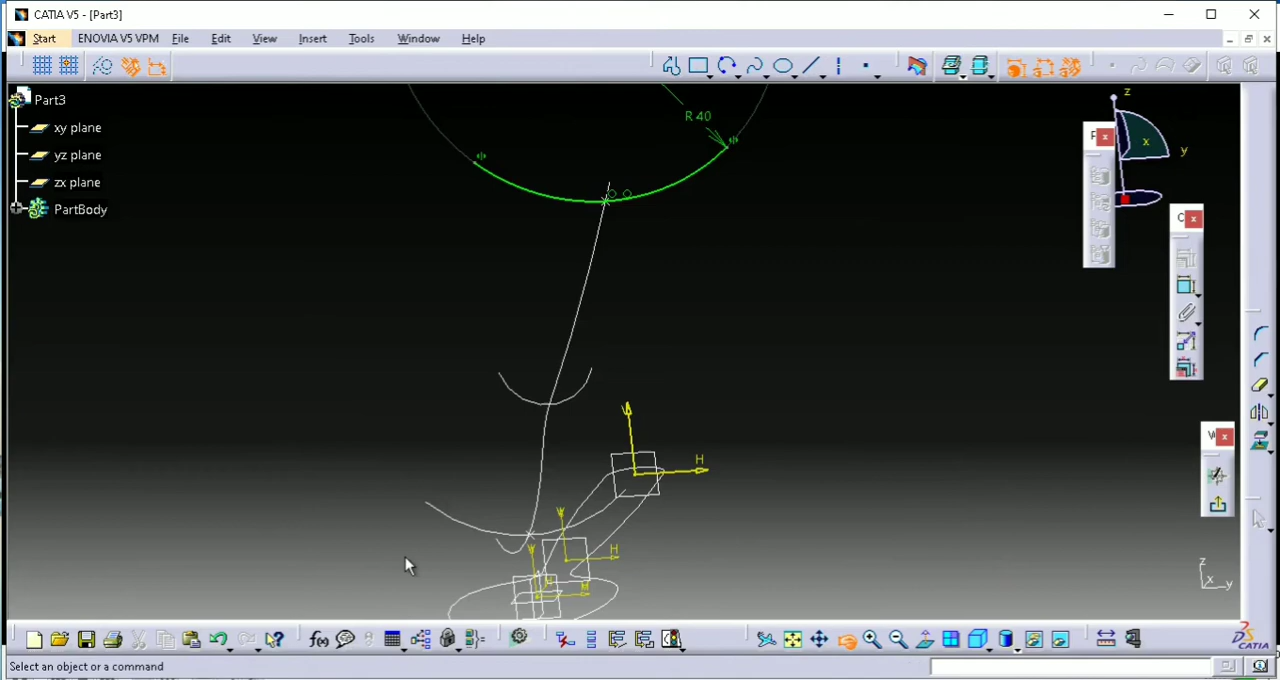 CATIA V5 - [Part3]
Start ENOVIA V5 VPM File Edit View Insert Tools Window Help
Part3
xy plane
yz plane
zx plane
PartBody
R 40
z
x
y
H
H
H
z
x
y
f(x)
CATIA
Select an object or a command